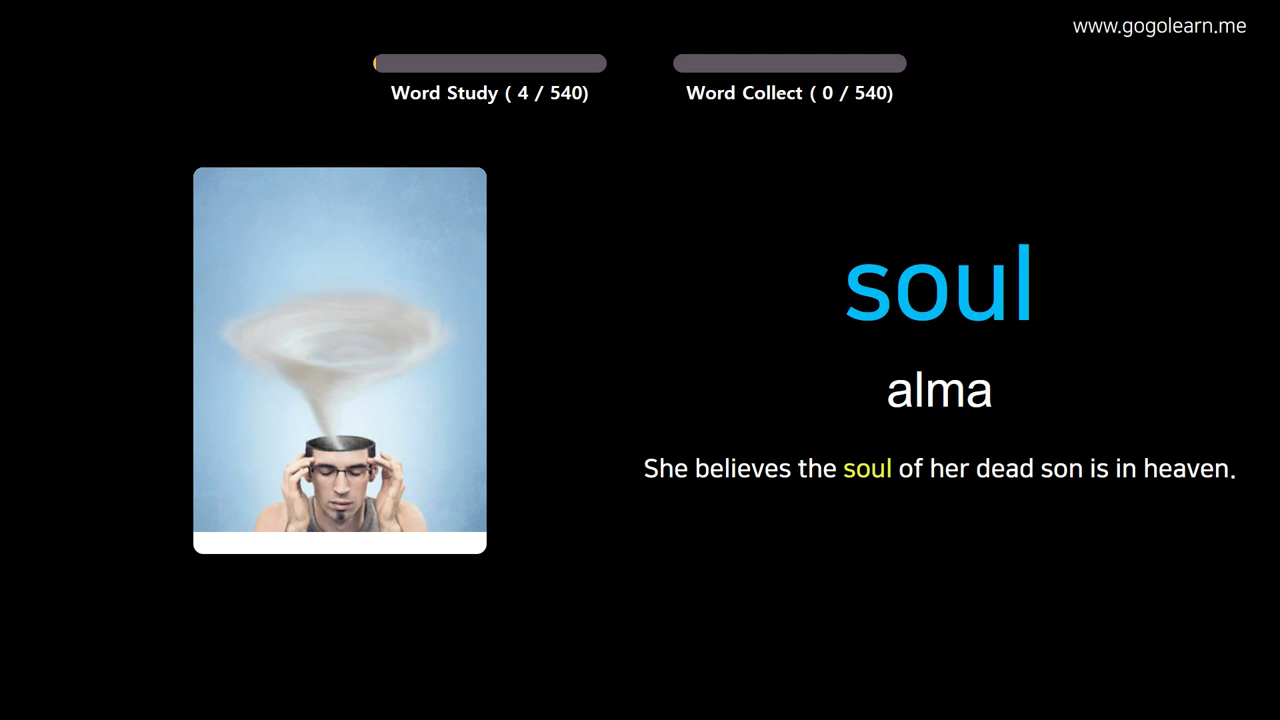 www.gogolearn.me
Word Study ( 4 / 540)
Word Collect ( 0 / 540)
soul
alma
She believes the soul of her dead son is in heaven.